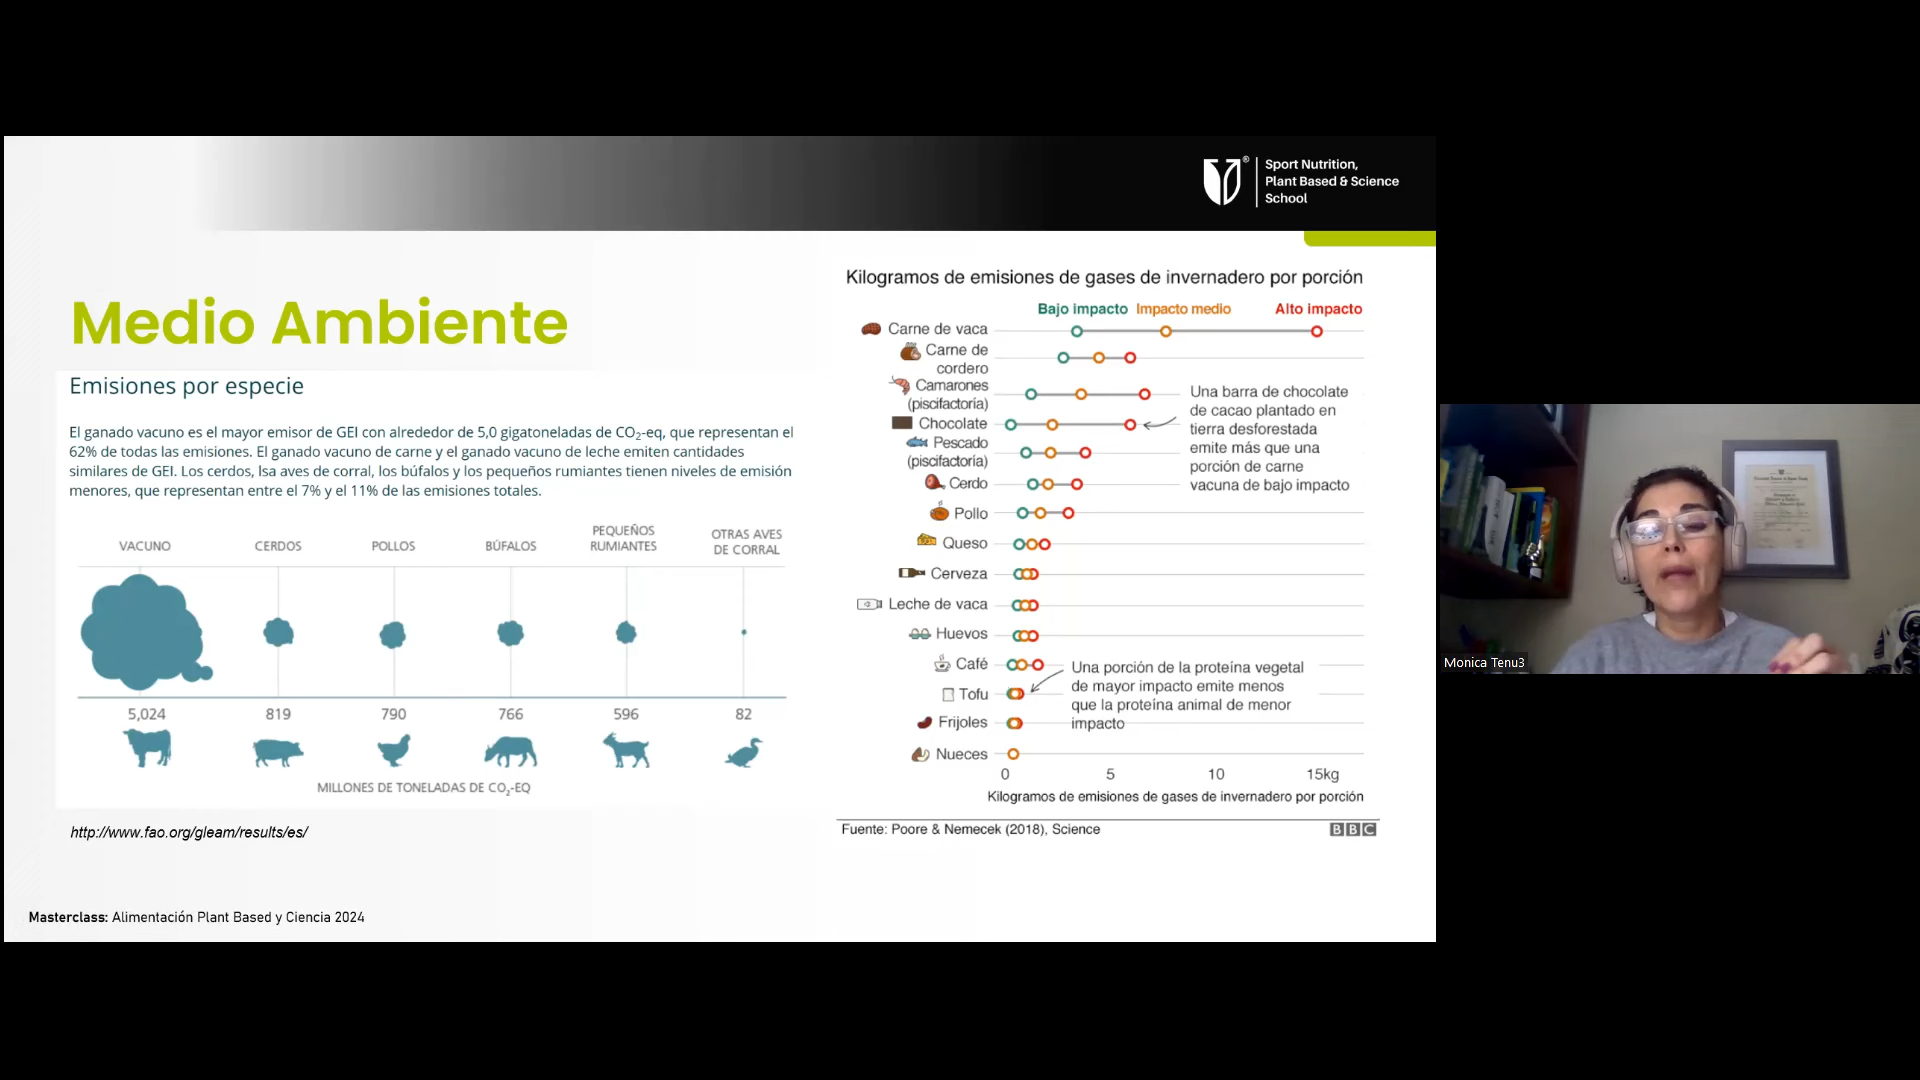 Sport Nutrition,
Plant Based & Science
School
Medio Ambiente
Emisiones por especie
El ganado vacuno es el mayor emisor de GEI con alrededor de 5,0 gigatoneladas de CO2-eq, que representan el
62% de todas las emisiones. El ganado vacuno de carne y el ganado vacuno de leche emiten cantidades
similares de GEI. Los cerdos, lsa aves de corral, los búfalos y los pequeños rumiantes tienen niveles de emisión
menores, que representan entre el 7% y el 11% de las emisiones totales.
VACUNO
CERDOS
POLLOS
BÚFALOS
PEQUEÑOS
RUMIANTES
OTRAS AVES
DE CORRAL
5,024
819
790
766
596
82
MILLONES DE TONELADAS DE CO2-EQ
http://www.fao.org/gleam/results/es/
Masterclass: Alimentación Plant Based y Ciencia 2024
Kilogramos de emisiones de gases de invernadero por porción
Bajo impacto Impacto medio Alto impacto
Carne de vaca
Carne de
cordero
Camarones
(piscifactoría)
Chocolate
Pescado
(piscifactoría)
Cerdo
Pollo
Queso
Cerveza
Leche de vaca
Huevos
Café
Tofu
Frijoles
Nueces
Una barra de chocolate
de cacao plantado en
tierra desforestada
emite más que una
porción de carne
vacuna de bajo impacto
Una porción de la proteína vegetal
de mayor impacto emite menos
que la proteína animal de menor
impacto
0 5 10 15kg
Kilogramos de emisiones de gases de invernadero por porción
Fuente: Poore & Nemecek (2018), Science
BBC
Monica Tenu3